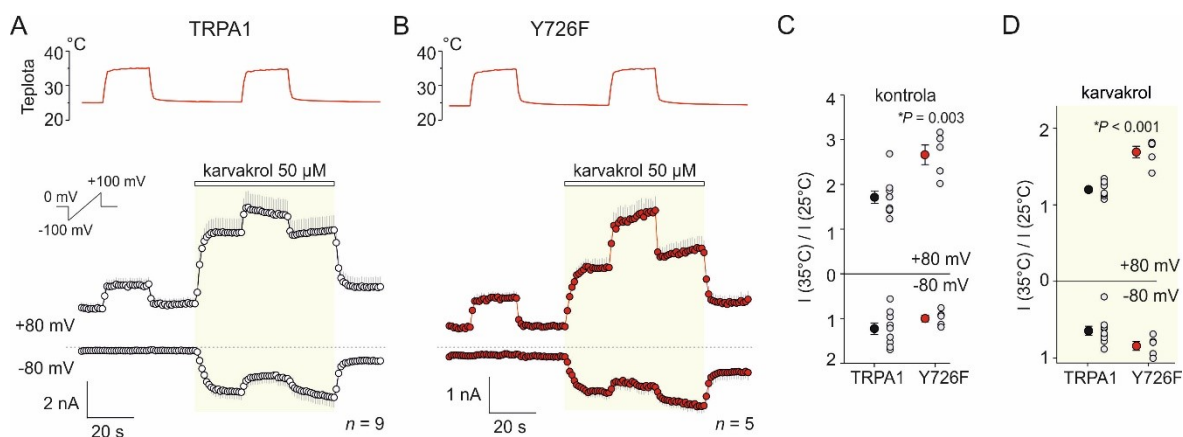 A
TRPA1
°C
40
30
20
Teplota
karvakrol 50 µM
+100 mV
0 mV
-100 mV
+80 mV
-80 mV
2 nA
20 s
n = 9
B
Y726F
°C
40
30
20
karvakrol 50 µM
1 nA
20 s
n = 5
C
kontrola
*P = 0.003
4
3
2
1
0
1
2
I (35°C) / I (25°C)
+80 mV
-80 mV
TRPA1
Y726F
D
karvakrol
*P < 0.001
2
1
0
1
I (35°C) / I (25°C)
+80 mV
-80 mV
TRPA1
Y726F